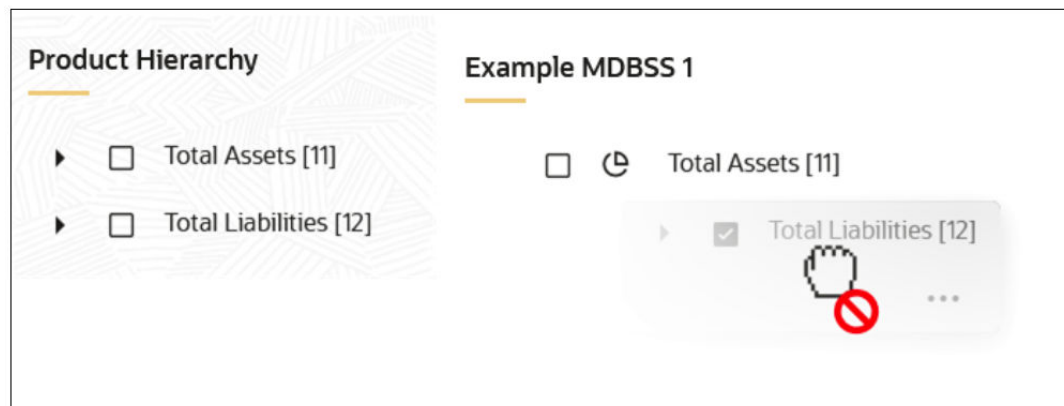 Product Hierarchy
Total Assets [11]
Total Liabilities [12]
Example MDBSS 1
Total Assets [11]
Total Liabilities [12]